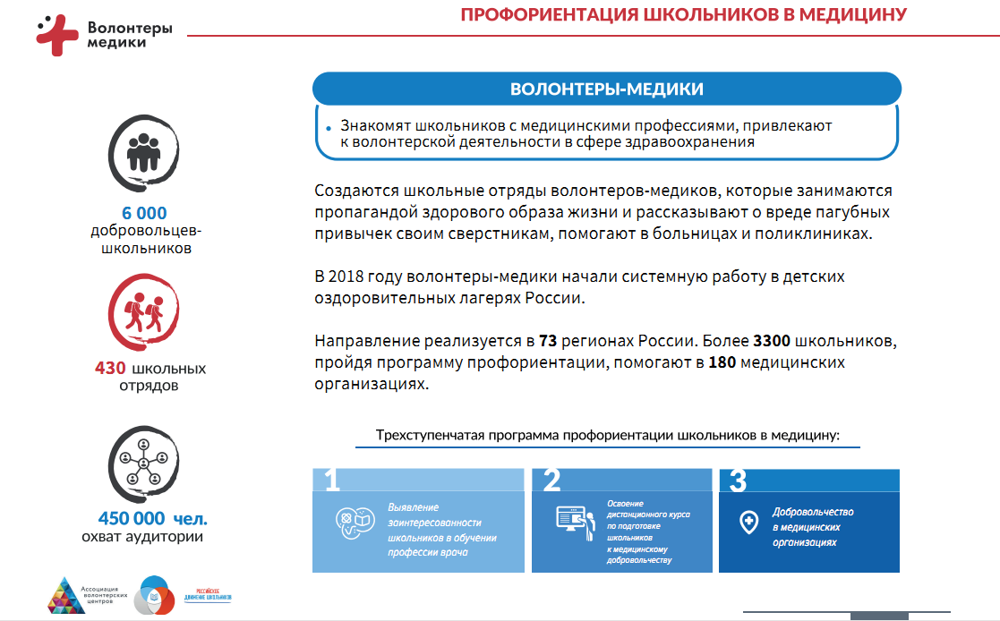 Волонтеры
медики
ПРОФОРИЕНТАЦИЯ ШКОЛЬНИКОВ В МЕДИЦИНУ
6 000
добровольцев-
школьников
430 школьных
отрядов
450 000 чел.
охват аудитории
ВОЛОНТЕРЫ-МЕДИКИ
• Знакомят школьников с медицинскими профессиями, привлекают
к волонтерской деятельности в сфере здравоохранения
Создаются школьные отряды волонтеров-медиков, которые занимаются
пропагандой здорового образа жизни и рассказывают о вреде пагубных
привычек своим сверстникам, помогают в больницах и поликлиниках.
В 2018 году волонтеры-медики начали системную работу в детских
оздоровительных лагерях России.
Направление реализуется в 73 регионах России. Более 3300 школьников,
пройдя программу профориентации, помогают в 180 медицинских
организациях.
Трехступенчатая программа профориентации школьников в медицину:
1
Выявление
заинтересованности
школьников в обучении
профессии врача
2
Освоение
дистанционного курса
по подготовке
школьников
к медицинскому
добровольчеству
3
Добровольчество
в медицинских
организациях
Ассоциация
волонтерских
центров
РОССИЙСКОЕ
ДВИЖЕНИЕ ШКОЛЬНИКОВ